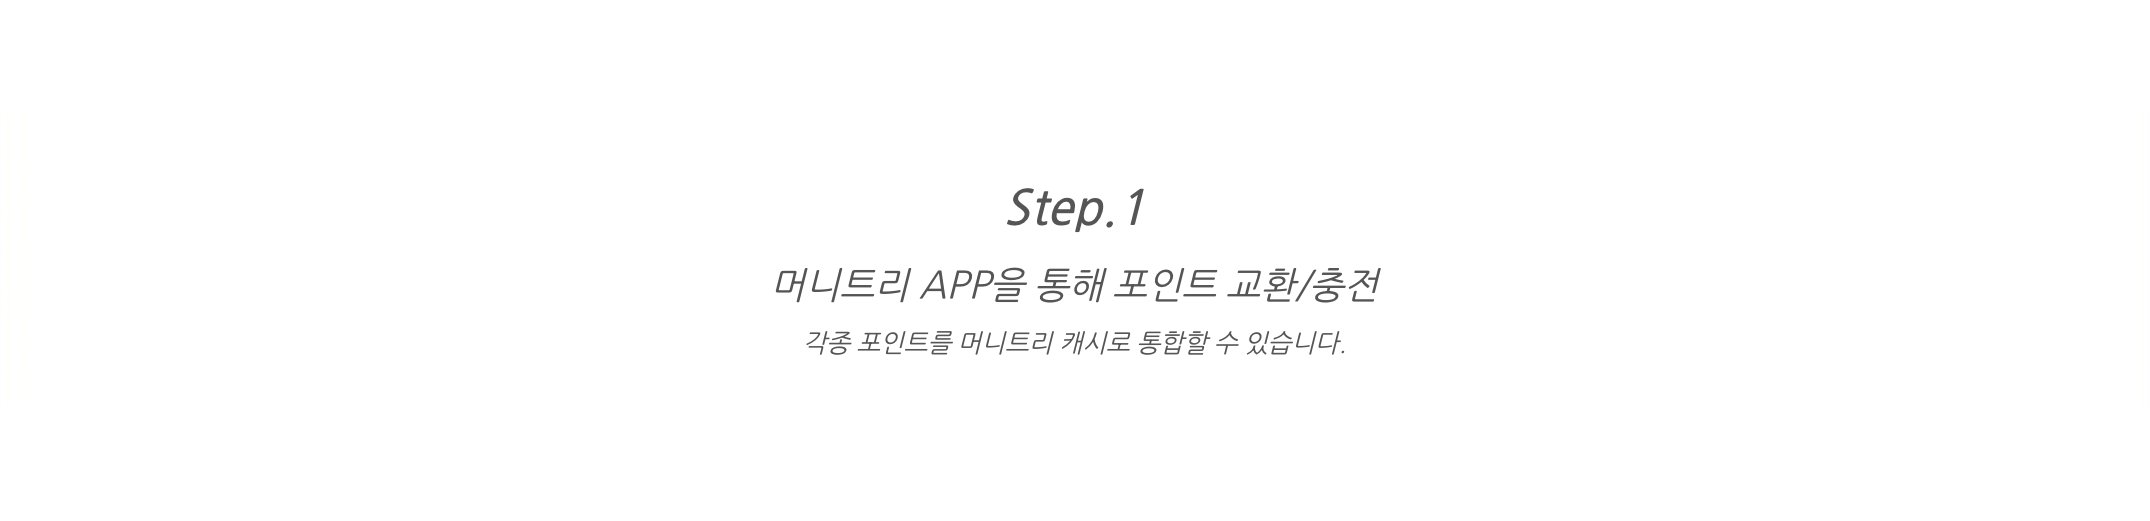 Step.1
머니트리 APP을 통해 포인트 교환/충전
각종 포인트를 머니트리 캐시로 통합할 수 있습니다.